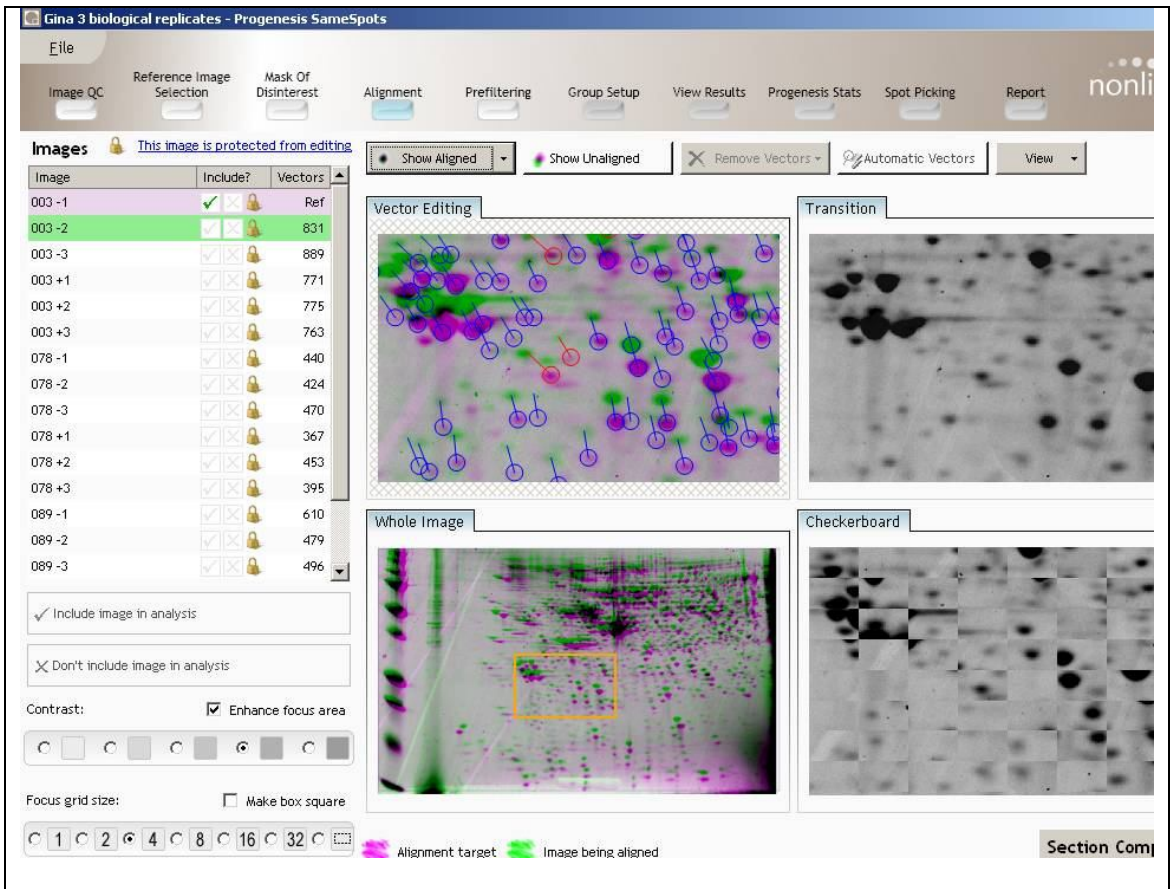 Gina 3 biological replicates - Progenesis SameSpots
File
Image QC
Reference Image Selection
Mask Of Disinterest
Alignment
Prefiltering
Group Setup
View Results
Progenesis Stats
Spot Picking
Report
nonli
Images This image is protected from editing
Show Aligned
Show Unaligned
Remove Vectors
Automatic Vectors
View
Image Include? Vectors
003 -1 Ref
003 -2 831
003 -3 889
003 +1 771
003 +2 775
003 +3 763
078 -1 440
078 -2 424
078 -3 470
078 +1 367
078 +2 453
078 +3 395
089 -1 610
089 -2 479
089 -3 496
Include image in analysis
Don't include image in analysis
Contrast: Enhance focus area
Focus grid size: Make box square
1 2 4 8 16 32
Vector Editing
Transition
Whole Image
Checkerboard
Alignment target Image being aligned
Section Comp